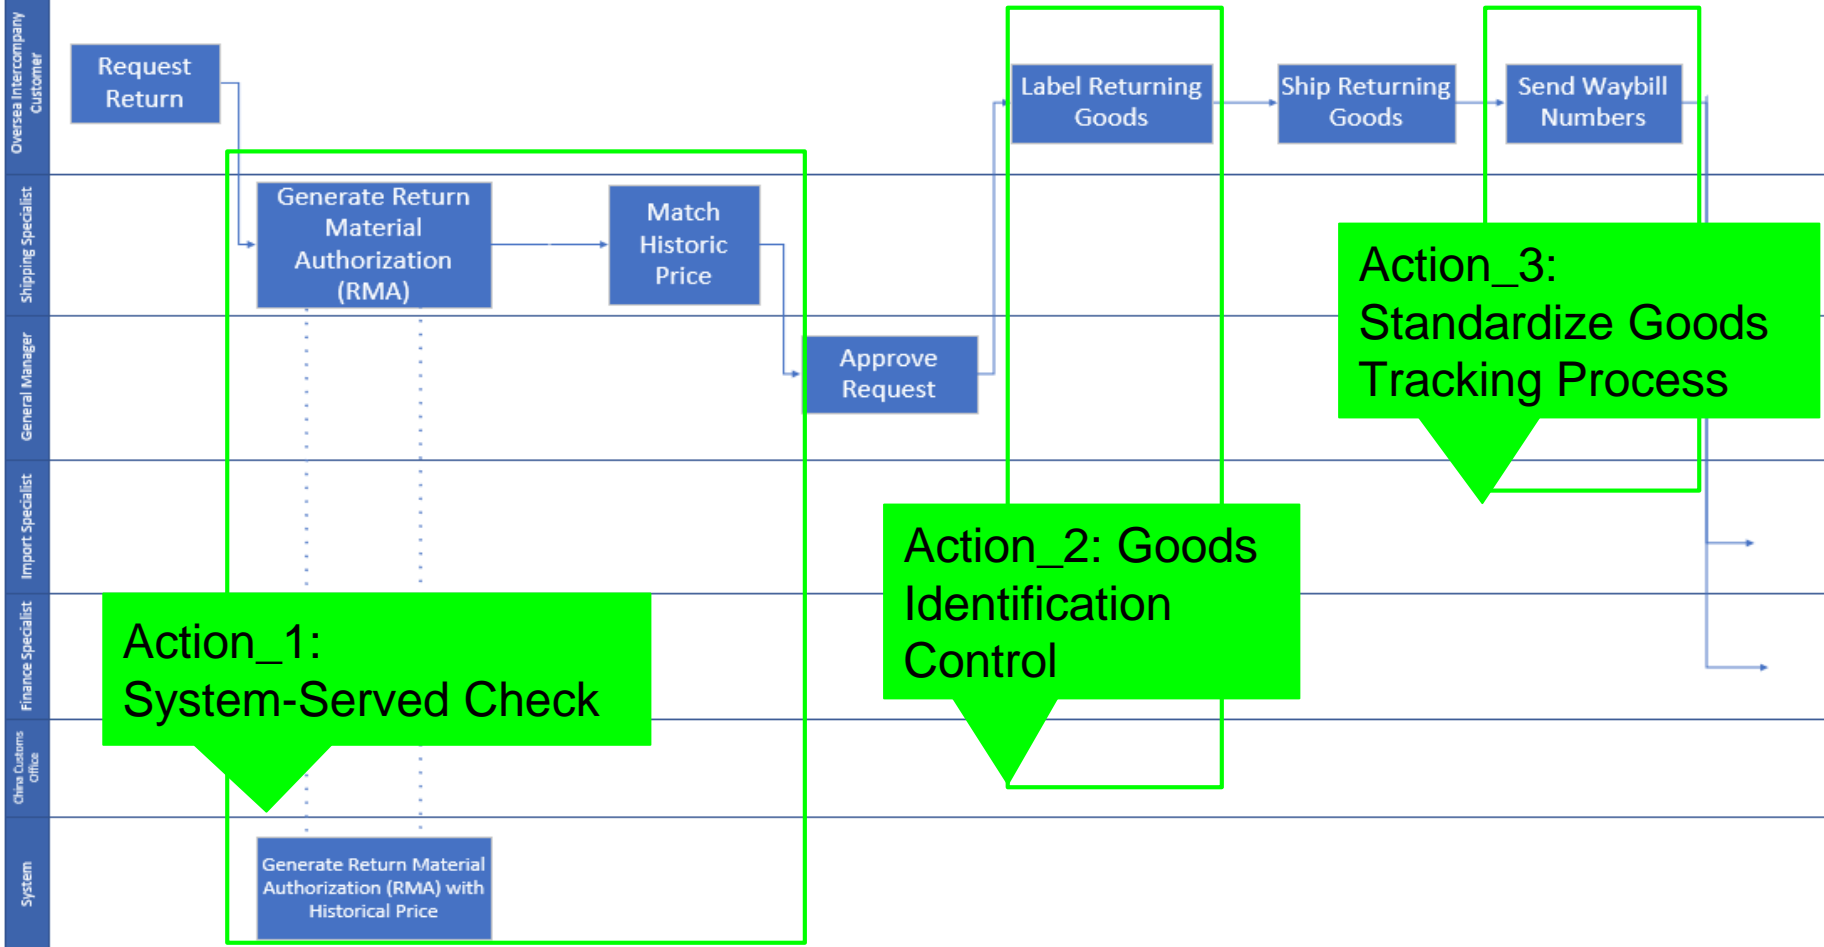 Oversea Intercompany
Customer
Request
Return
Label Returning
Goods
Ship Returning
Goods
Send Waybill
Numbers
Shipping Specialist
Generate Return
Material
Authorization
(RMA)
Match
Historic
Price
General Manager
Approve
Request
Action_3:
Standardize Goods
Tracking Process
Import Specialist
Action_2: Goods
Identification
Control
Finance Specialist
Action_1:
System-Served Check
China Customs
Office
System
Generate Return Material
Authorization (RMA) with
Historical Price